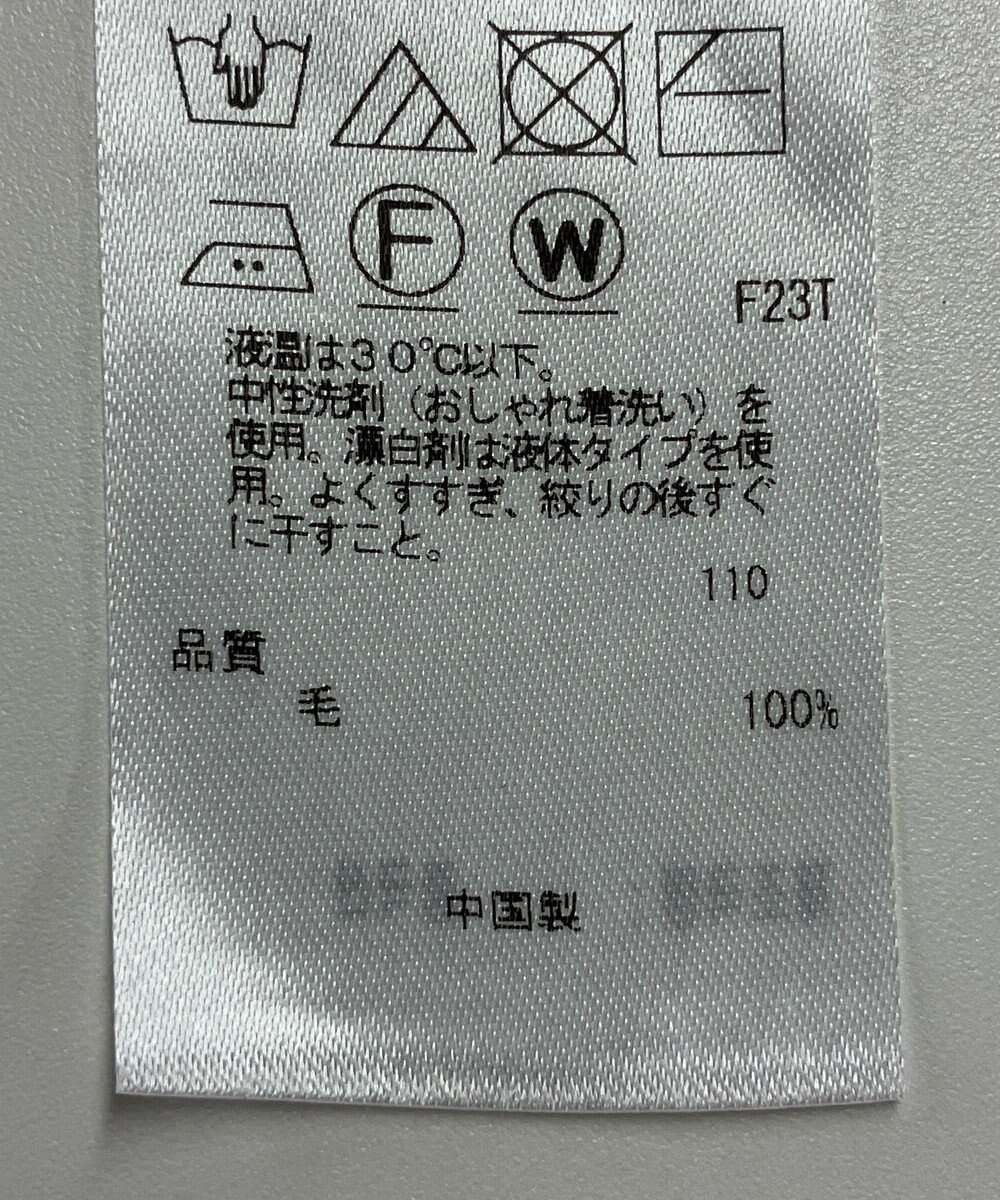 F
W
F23T
液温は30℃以下。
中性洗剤（おしゃれ着洗い）を
使用。漂白剤は液体タイプを使
用。よくすすぎ、絞りの後すぐ
に干すこと。
110
品質
毛 100%
中国製